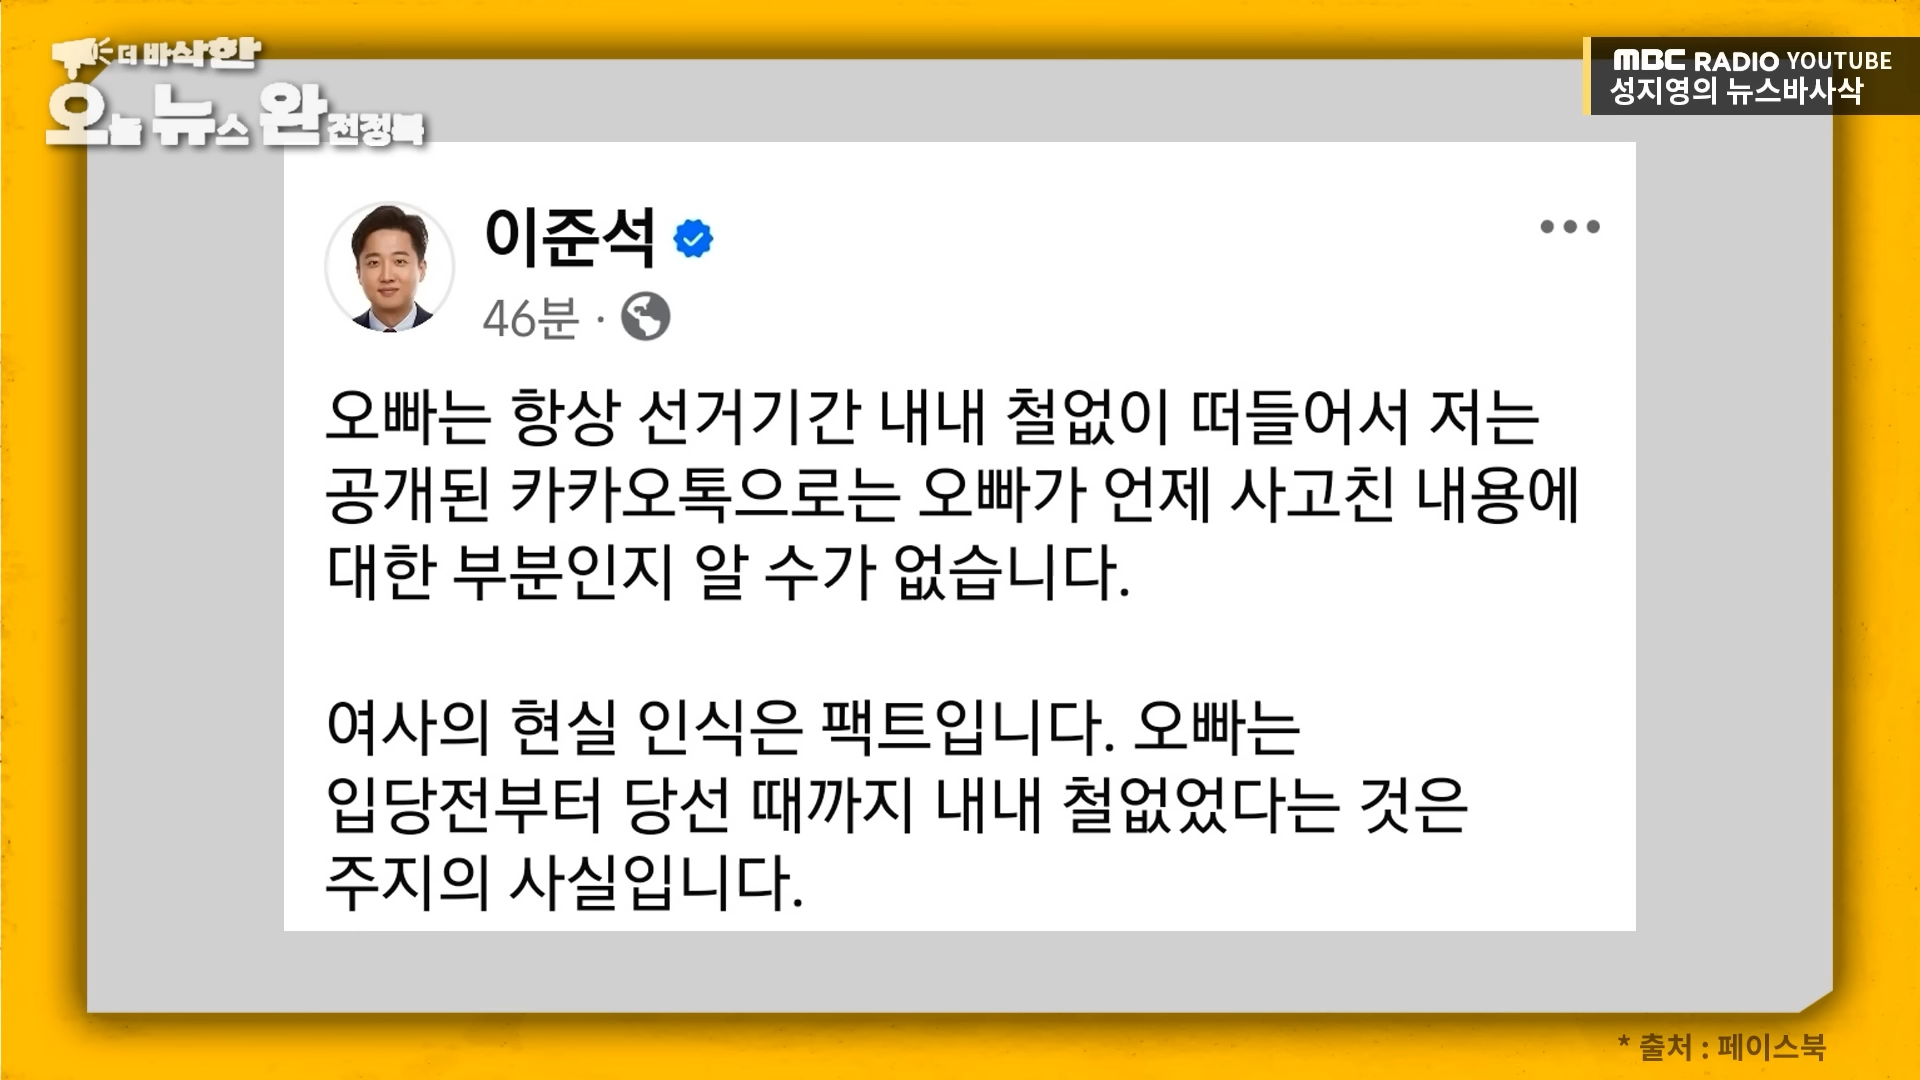 더 바삭한
오늘 뉴스 완전정복
MBC RADIO YOUTUBE
성지영의 뉴스바사삭
이준석
46분 ·
오빠는 항상 선거기간 내내 철없이 떠들어서 저는
공개된 카카오톡으로는 오빠가 언제 사고친 내용에
대한 부분인지 알 수가 없습니다.
여사의 현실 인식은 팩트입니다. 오빠는
입당전부터 당선 때까지 내내 철없었다는 것은
주지의 사실입니다.
* 출처 : 페이스북